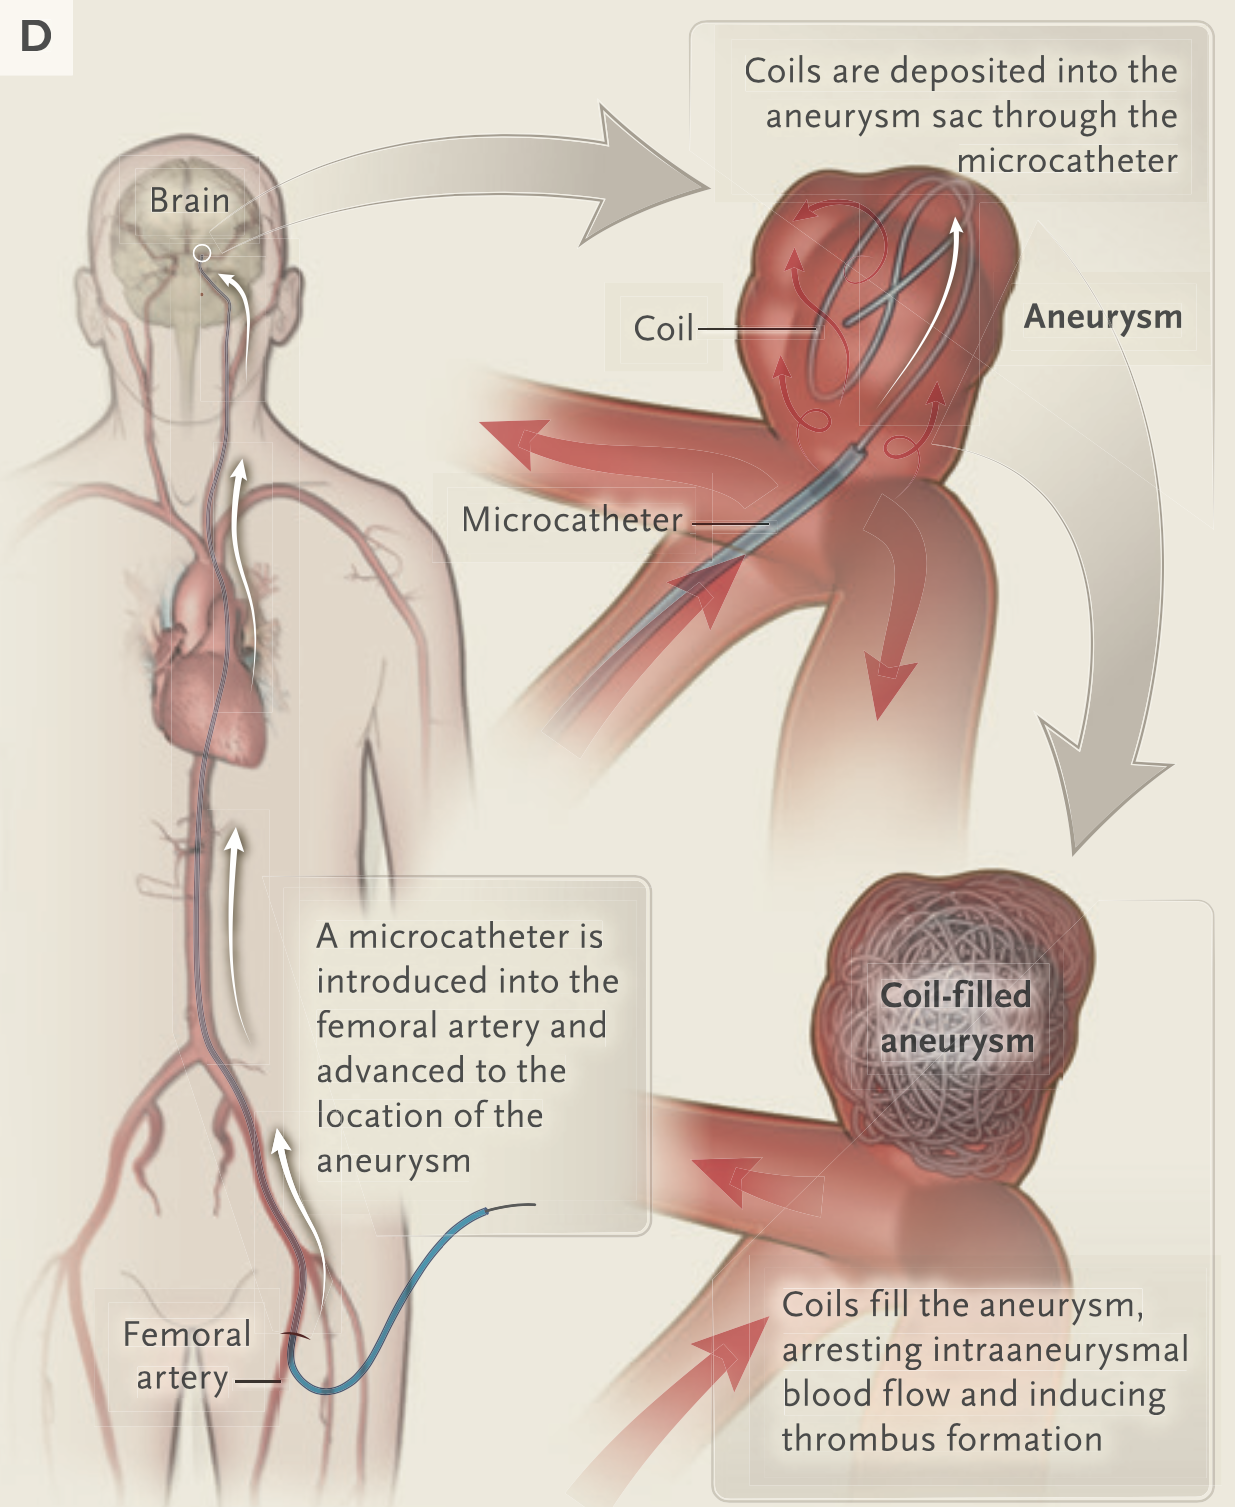 D
Coils are deposited into the
aneurysm sac through the
microcatheter
Brain
Coil
Aneurysm
Microcatheter
A microcatheter is
introduced into the
femoral artery and
advanced to the
location of the
aneurysm
Coil-filled
aneurysm
Femoral
artery
Coils fill the aneurysm,
arresting intraaneurysmal
blood flow and inducing
thrombus formation